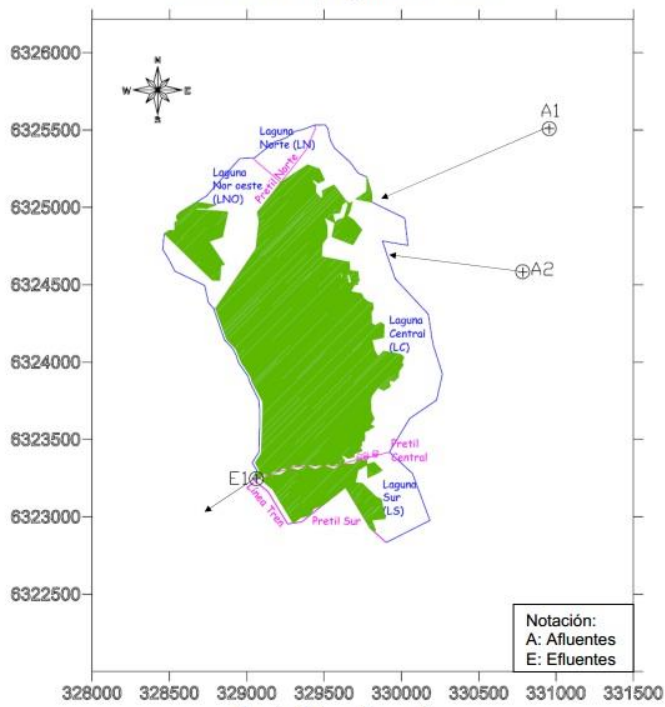 6326000
6325500
6325000
6324500
6324000
6323500
6323000
6322500
328000
328500
329000
329500
330000
330500
331000
331500
N
W
E
S
A1
A2
E1
Laguna
Norte (LN)
Laguna
Nor oeste
(LNO)
Pretil Norte
Laguna
Central
(LC)
Pretil
Central
Laguna
Sur
(LS)
Linea Tren
Pretil Sur
Notación:
A: Afluentes
E: Efluentes